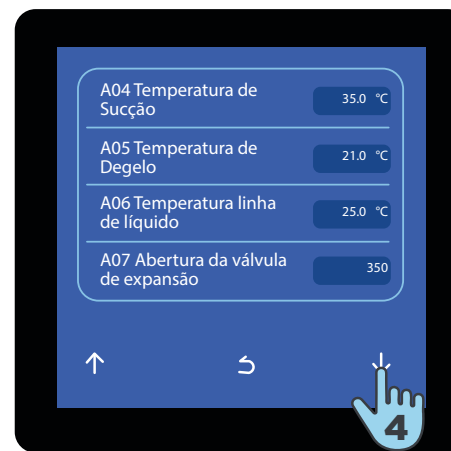 A04 Temperatura de
Sucção
35.0 °C
A05 Temperatura de
Degelo
21.0 °C
A06 Temperatura linha
de líquido
25.0 °C
A07 Abertura da válvula
de expansão
350
4